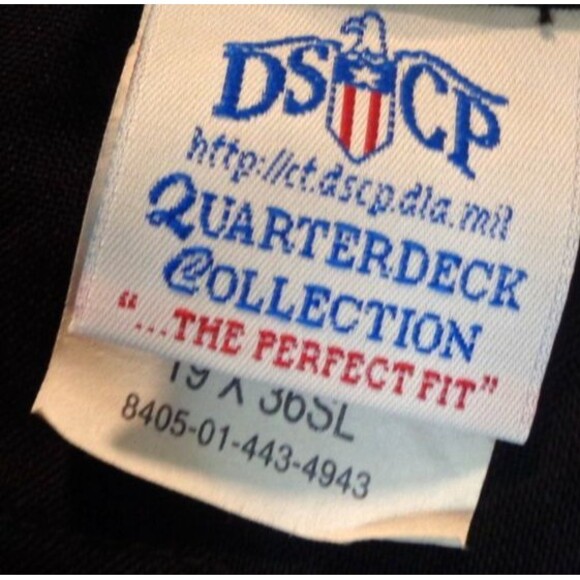 DSCP
http://ct.dscp.dla.mil
QUARTERDECK
COLLECTION
"...THE PERFECT FIT"
19 X 36SL
8405-01-443-4943